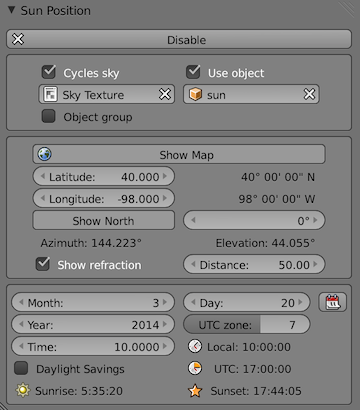 Sun Position
Disable
Cycles sky Use object
Sky Texture sun
Object group
Show Map
Latitude: 40.000 40° 00' 00" N
Longitude: -98.000 98° 00' 00" W
Show North 0°
Azimuth: 144.223° Elevation: 44.055°
Show refraction Distance: 50.00
Month: 3 Day: 20
Year: 2014 UTC zone: 7
Time: 10.0000 Local: 10:00:00
Daylight Savings UTC: 17:00:00
Sunrise: 5:35:20 Sunset: 17:44:05